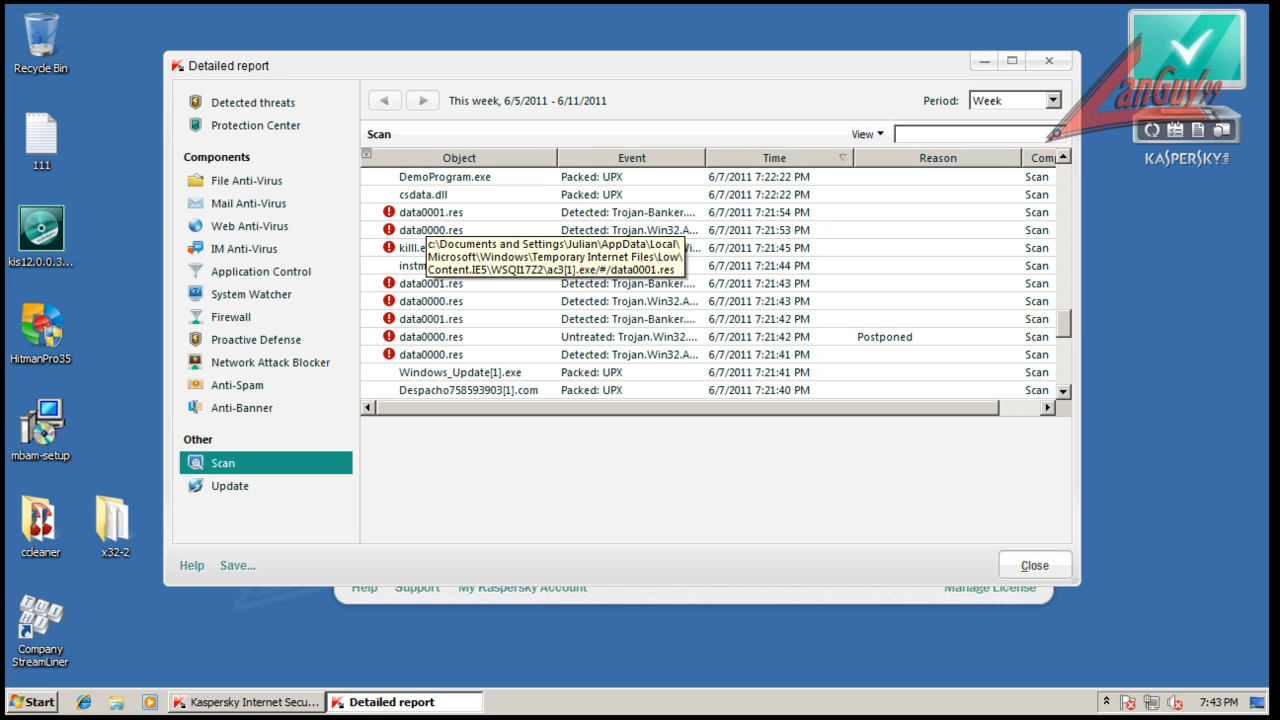 Recycle Bin
111
kis12.0.0.3...
HitmanPro35
mbam-setup
ccleaner
x32-2
Company
StreamLiner
Detailed report
Detected threats
Protection Center
Components
File Anti-Virus
Mail Anti-Virus
Web Anti-Virus
IM Anti-Virus
Application Control
System Watcher
Firewall
Proactive Defense
Network Attack Blocker
Anti-Spam
Anti-Banner
Other
Scan
Update
This week, 6/5/2011 - 6/11/2011
Period: Week
Scan
View
Object Event Time Reason Com
DemoProgram.exe Packed: UPX 6/7/2011 7:22:22 PM Scan
csdata.dll Packed: UPX 6/7/2011 7:22:22 PM Scan
data0001.res Detected: Trojan-Banker.... 6/7/2011 7:21:54 PM Scan
data0000.res Detected: Trojan.Win32.... 6/7/2011 7:21:53 PM Scan
6/7/2011 7:21:45 PM Scan
c:\Documents and Settings\Julian\AppData\Local\
Microsoft\Windows\Temporary Internet Files\Low\
Content.IE5\WSQI17Z2\ac3[1].exe/#/data0001.res
6/7/2011 7:21:44 PM Scan
data0001.res Detected: Trojan-Banker.... 6/7/2011 7:21:43 PM Scan
data0000.res Detected: Trojan.Win32.A... 6/7/2011 7:21:43 PM Scan
data0001.res Detected: Trojan-Banker.... 6/7/2011 7:21:42 PM Scan
data0000.res Untreated: Trojan.Win32.... 6/7/2011 7:21:42 PM Postponed Scan
data0000.res Detected: Trojan.Win32.A... 6/7/2011 7:21:41 PM Scan
Windows_Update[1].exe Packed: UPX 6/7/2011 7:21:41 PM Scan
Despacho758593903[1].com Packed: UPX 6/7/2011 7:21:40 PM Scan
Help Save... Close
Help Support My Kaspersky Account Manage License
LanGuy99
KASPERSKY
Start Kaspersky Internet Secu... Detailed report 7:43 PM